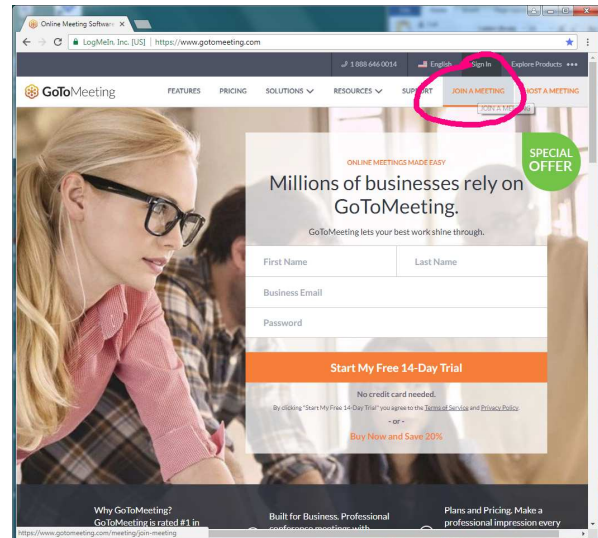 Online Meeting Software
LogMeIn, Inc. [US] | https://www.gotomeeting.com
1 888 646 0014 English Sign In Explore Products
GoToMeeting FEATURES PRICING SOLUTIONS RESOURCES SUPPORT JOIN A MEETING HOST A MEETING
JOIN A MEETING
SPECIAL
OFFER
ONLINE MEETINGS MADE EASY
Millions of businesses rely on
GoToMeeting.
GoToMeeting lets your best work shine through.
First Name Last Name
Business Email
Password
Start My Free 14-Day Trial
No credit card needed.
By clicking "Start My Free 14-Day Trial" you agree to the Terms of Service and Privacy Policy.
- or -
Buy Now and Save 20%
Why GoToMeeting?
GoToMeeting is rated #1 in
Built for Business. Professional
conference meetings with
Plans and Pricing. Make a
professional impression every
https://www.gotomeeting.com/meeting/join-meeting